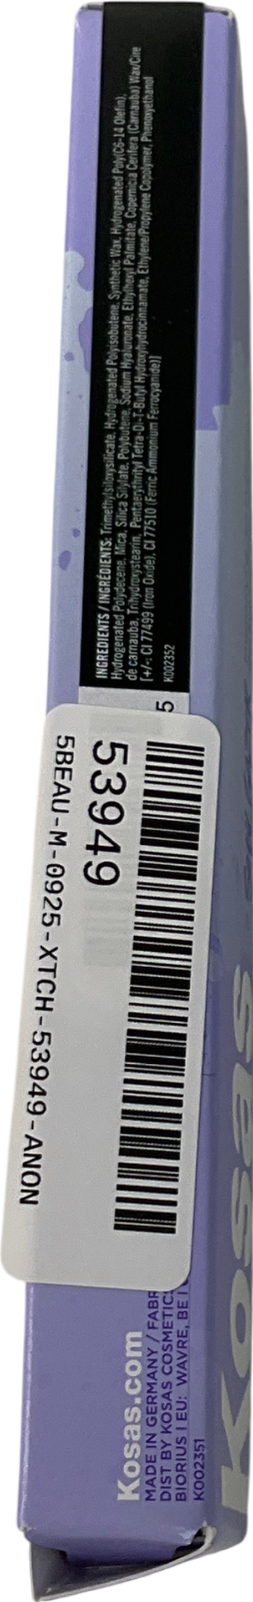 INGREDIENTS / INGRÉDIENTS: Trimethylsiloxysilicate, Hydrogenated Polyisobutene, Synthetic Wax, Hydrogenated Poly(C6-14 Olefin),
Hydrogenated Polydecene, Mica, Silica Silylate, Polybutene, Sodium Hyaluronate, Ethylhexyl Palmitate, Copernicia Cerifera (Carnauba) Wax/Cire
de carnauba, Trihydroxystearin, Pentaerythrityl Tetra-Di-T-Butyl Hydroxyhydrocinnamate, Ethylene/Propylene Copolymer, Phenoxyethanol
[+/-: CI 77499 (Iron Oxide), CI 77510 (Ferric Ammonium Ferrocyanide)]
K002352
5
53949
5BEAU-M-0925-XTCH-53949-ANON
Kosas.com
MADE IN GERMANY / FABR
DIST BY KOSAS COSMETIC
BIORIUS | EU: WAVRE, BE |
K002351
Kosas